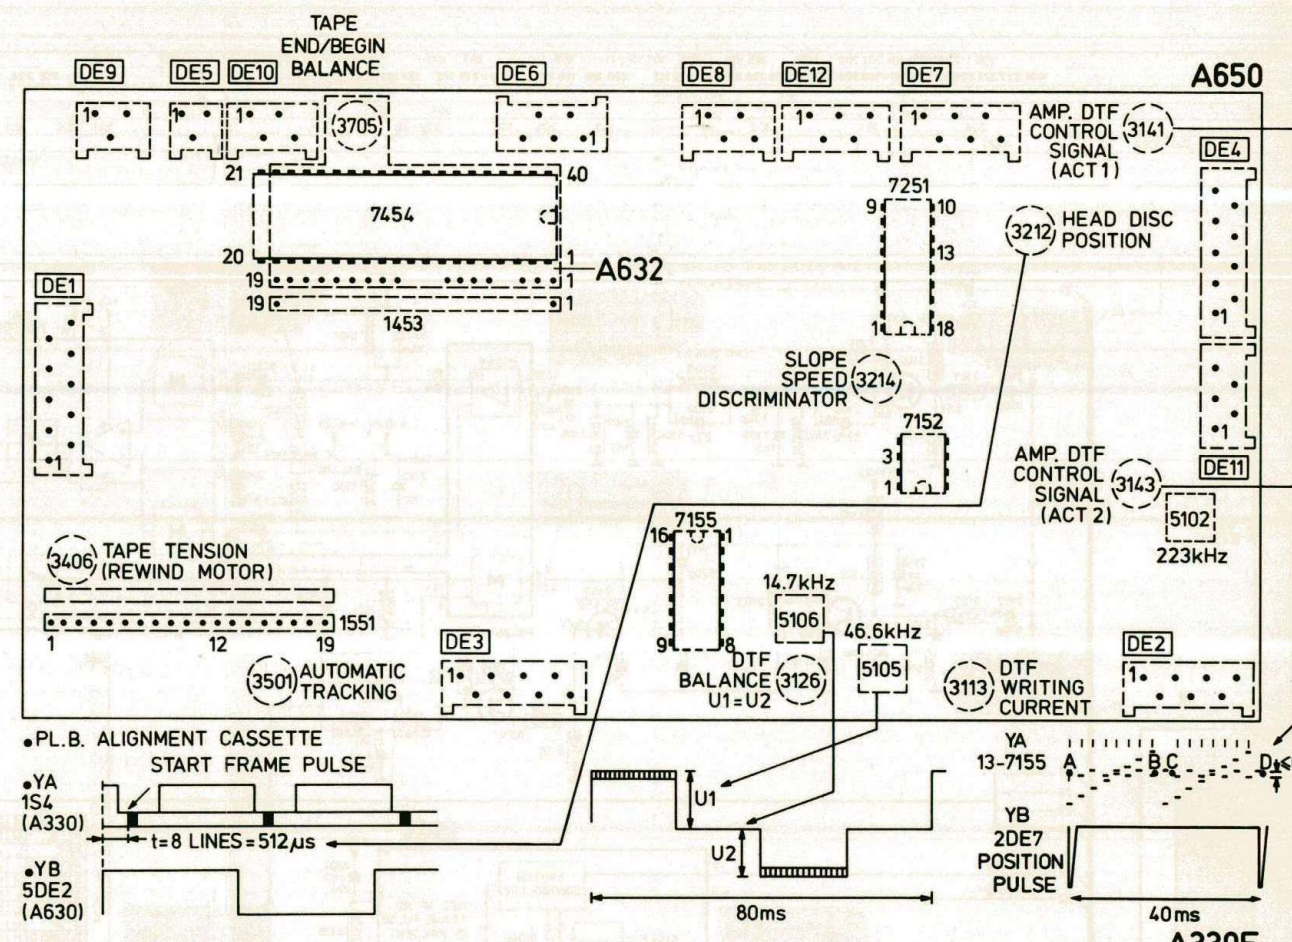 TAPE
END/BEGIN
BALANCE
DE9
DE5
DE10
DE6
DE8
DE12
DE7
A650
1
1
1
3705
1
1
1
1
AMP. DTF
CONTROL
SIGNAL
(ACT 1)
3141
DE4
21
40
7454
20
1
19
1
A632
19
1
1453
7251
9
10
13
1
18
3212
HEAD DISC
POSITION
1
DE1
1
SLOPE
SPEED
DISCRIMINATOR
3214
7152
3
1
AMP. DTF
CONTROL
SIGNAL
(ACT 2)
3143
1
DE11
5102
223kHz
7155
16
1
9
8
3406
TAPE TENSION
(REWIND MOTOR)
1551
1
12
19
3501
AUTOMATIC
TRACKING
DE3
1
14.7kHz
5106
46.6kHz
5105
DTF
BALANCE
U1=U2
3126
3113
DTF
WRITING
CURRENT
DE2
1
•PL.B. ALIGNMENT CASSETTE
START FRAME PULSE
•YA
1S4
(A330)
t=8 LINES=512µs
•YB
5DE2
(A630)
U1
U2
80ms
YA
13-7155
A
B C
D
YB
2DE7
POSITION
PULSE
40ms